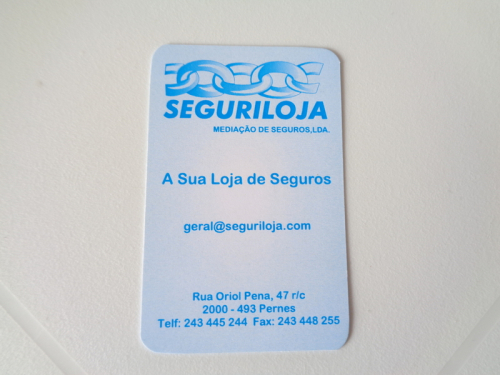 SEGURILOJA
MEDIAÇÃO DE SEGUROS,LDA.
A Sua Loja de Seguros
geral@seguriloja.com
Rua Oriol Pena, 47 r/c
2000 - 493 Pernes
Telf: 243 445 244 Fax: 243 448 255